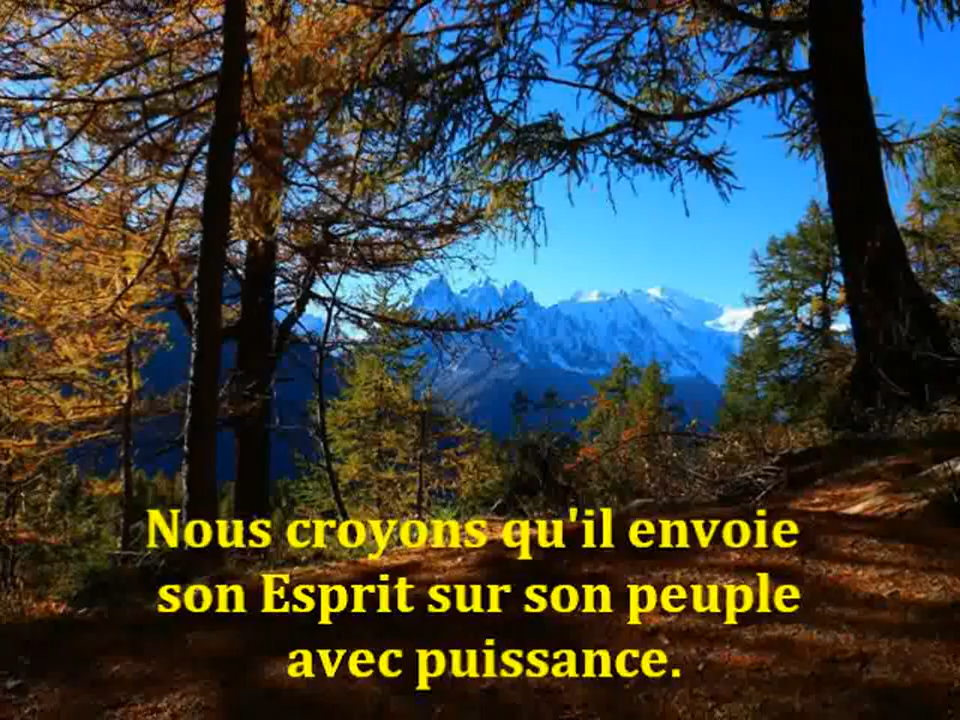 Nous croyons qu'il envoie
son Esprit sur son peuple
avec puissance.